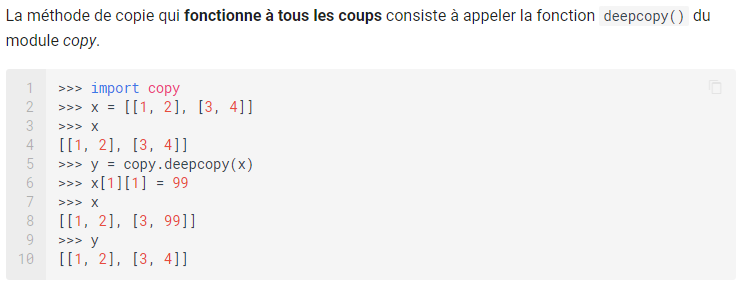 La méthode de copie qui fonctionne à tous les coups consiste à appeler la fonction deepcopy() du
module copy.
1 >>> import copy
2 >>> x = [[1, 2], [3, 4]]
3 >>> x
4 [[1, 2], [3, 4]]
5 >>> y = copy.deepcopy(x)
6 >>> x[1][1] = 99
7 >>> x
8 [[1, 2], [3, 99]]
9 >>> y
10 [[1, 2], [3, 4]]